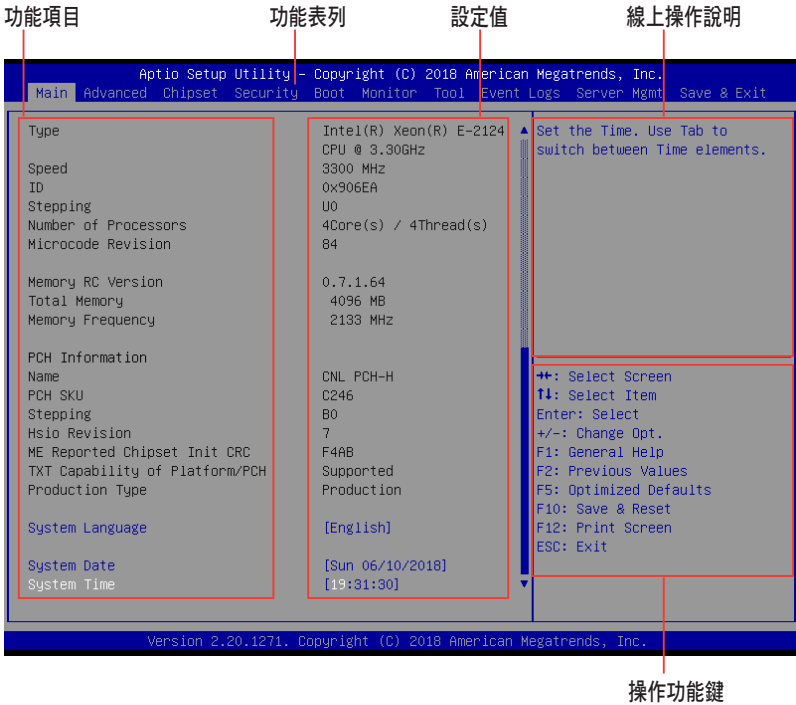 功能項目 功能表列 設定值 線上操作說明
Aptio Setup Utility – Copyright (C) 2018 American Megatrends, Inc.
Main Advanced Chipset Security Boot Monitor Tool Event Logs Server Mgmt Save & Exit
Type Intel(R) Xeon(R) E-2124
CPU @ 3.30GHz
Speed 3300 MHz
ID 0x906EA
Stepping U0
Number of Processors 4Core(s) / 4Thread(s)
Microcode Revision 84
Memory RC Version 0.7.1.64
Total Memory 4096 MB
Memory Frequency 2133 MHz
PCH Information
Name CNL PCH-H
PCH SKU C246
Stepping B0
Hsio Revision 7
ME Reported Chipset Init CRC F4AB
TXT Capability of Platform/PCH Supported
Production Type Production
System Language [English]
System Date [Sun 06/10/2018]
System Time [19:31:30]
Set the Time. Use Tab to
switch between Time elements.
→←: Select Screen
↑↓: Select Item
Enter: Select
+/-: Change Opt.
F1: General Help
F2: Previous Values
F5: Optimized Defaults
F10: Save & Reset
F12: Print Screen
ESC: Exit
Version 2.20.1271. Copyright (C) 2018 American Megatrends, Inc.
操作功能鍵